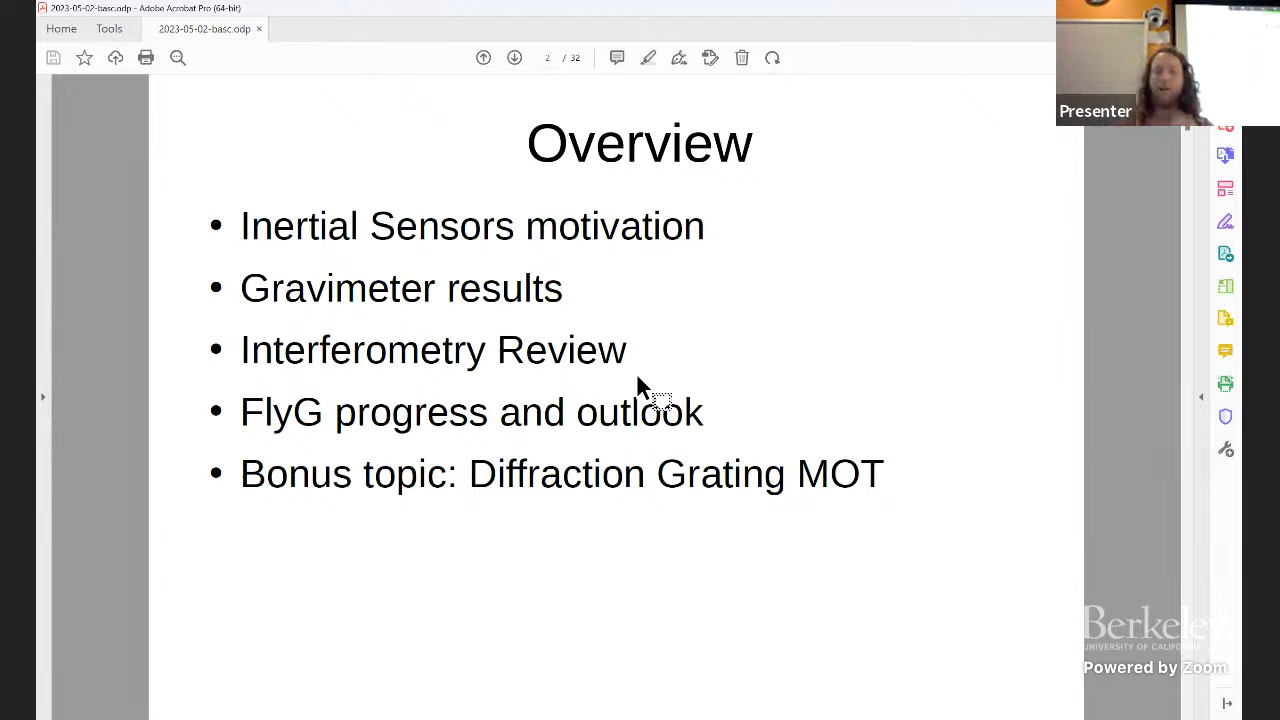 2023-05-02-basc.odp - Adobe Acrobat Pro (64-bit)
Home Tools 2023-05-02-basc.odp ×
2 / 32
Presenter
Overview
• Inertial Sensors motivation
• Gravimeter results
• Interferometry Review
• FlyG progress and outlook
• Bonus topic: Diffraction Grating MOT
Berkeley
UNIVERSITY OF CALIFORNIA
Powered by Zoom